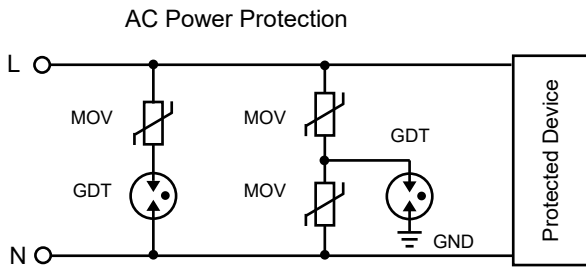 AC Power Protection
L
MOV
MOV
GDT
GDT
MOV
GND
N
Protected Device